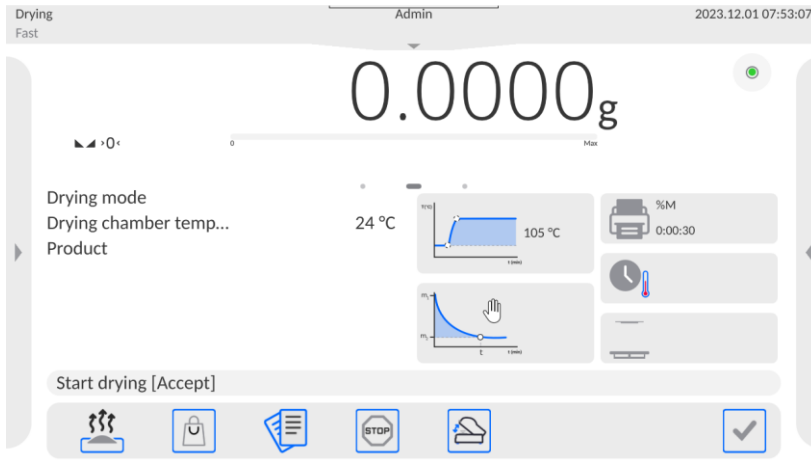 Drying
Admin
2023.12.01 07:53:07
Fast
0.0000g
›0‹
0
Max
Drying mode
Drying chamber temp...
24 °C
Product
105 °C
t (min)
%M
0:00:30
t
t (min)
Start drying [Accept]
STOP